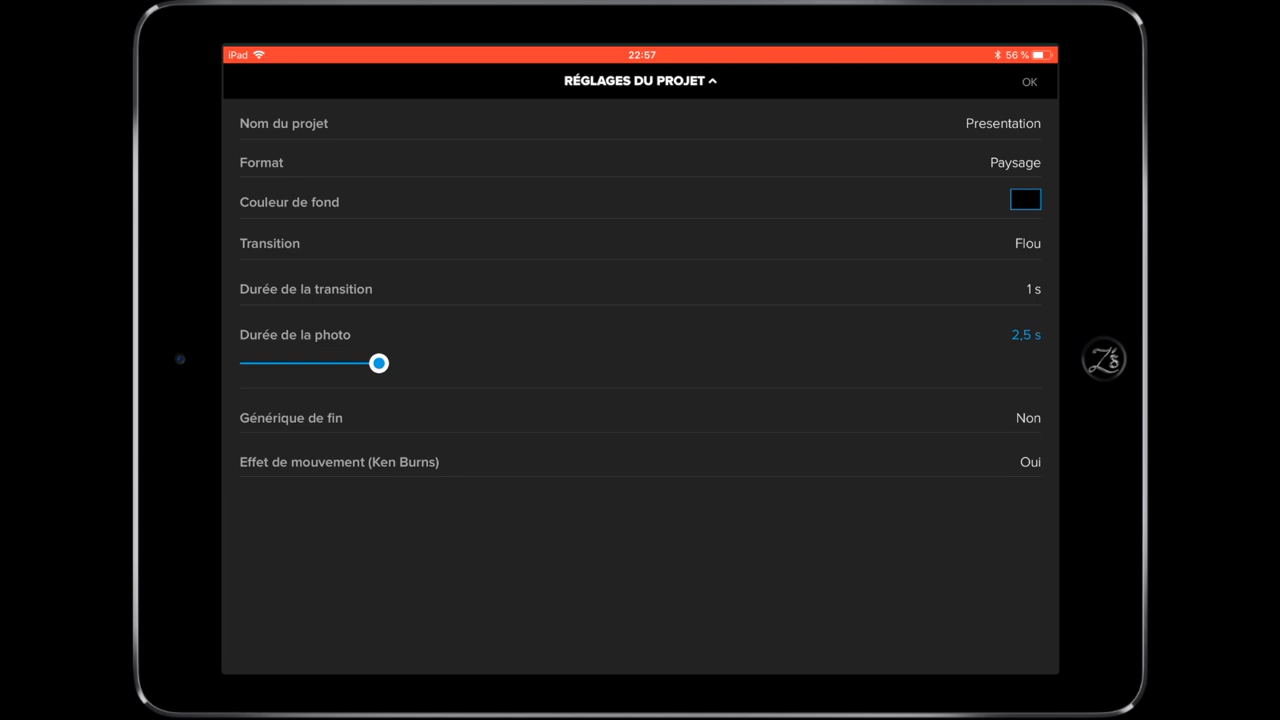 iPad 22:57 56 %
RÉGLAGES DU PROJET OK
Nom du projet Presentation
Format Paysage
Couleur de fond
Transition Flou
Durée de la transition 1 s
Durée de la photo 2,5 s
Générique de fin Non
Effet de mouvement (Ken Burns) Oui